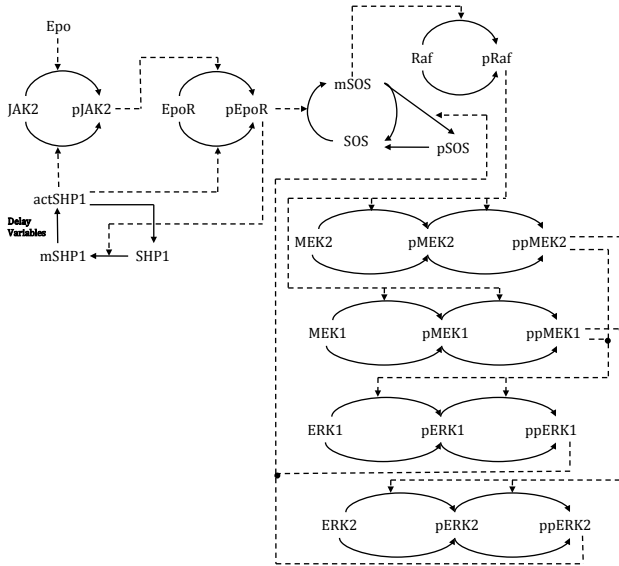 Epo
Raf pRaf
mSOS
JAK2 pJAK2 EpoR pEpoR
SOS
pSOS
actSHP1
Delay
Variables
mSHP1 SHP1
MEK2 pMEK2 ppMEK2
MEK1 pMEK1 ppMEK1
ERK1 pERK1 ppERK1
ERK2 pERK2 ppERK2